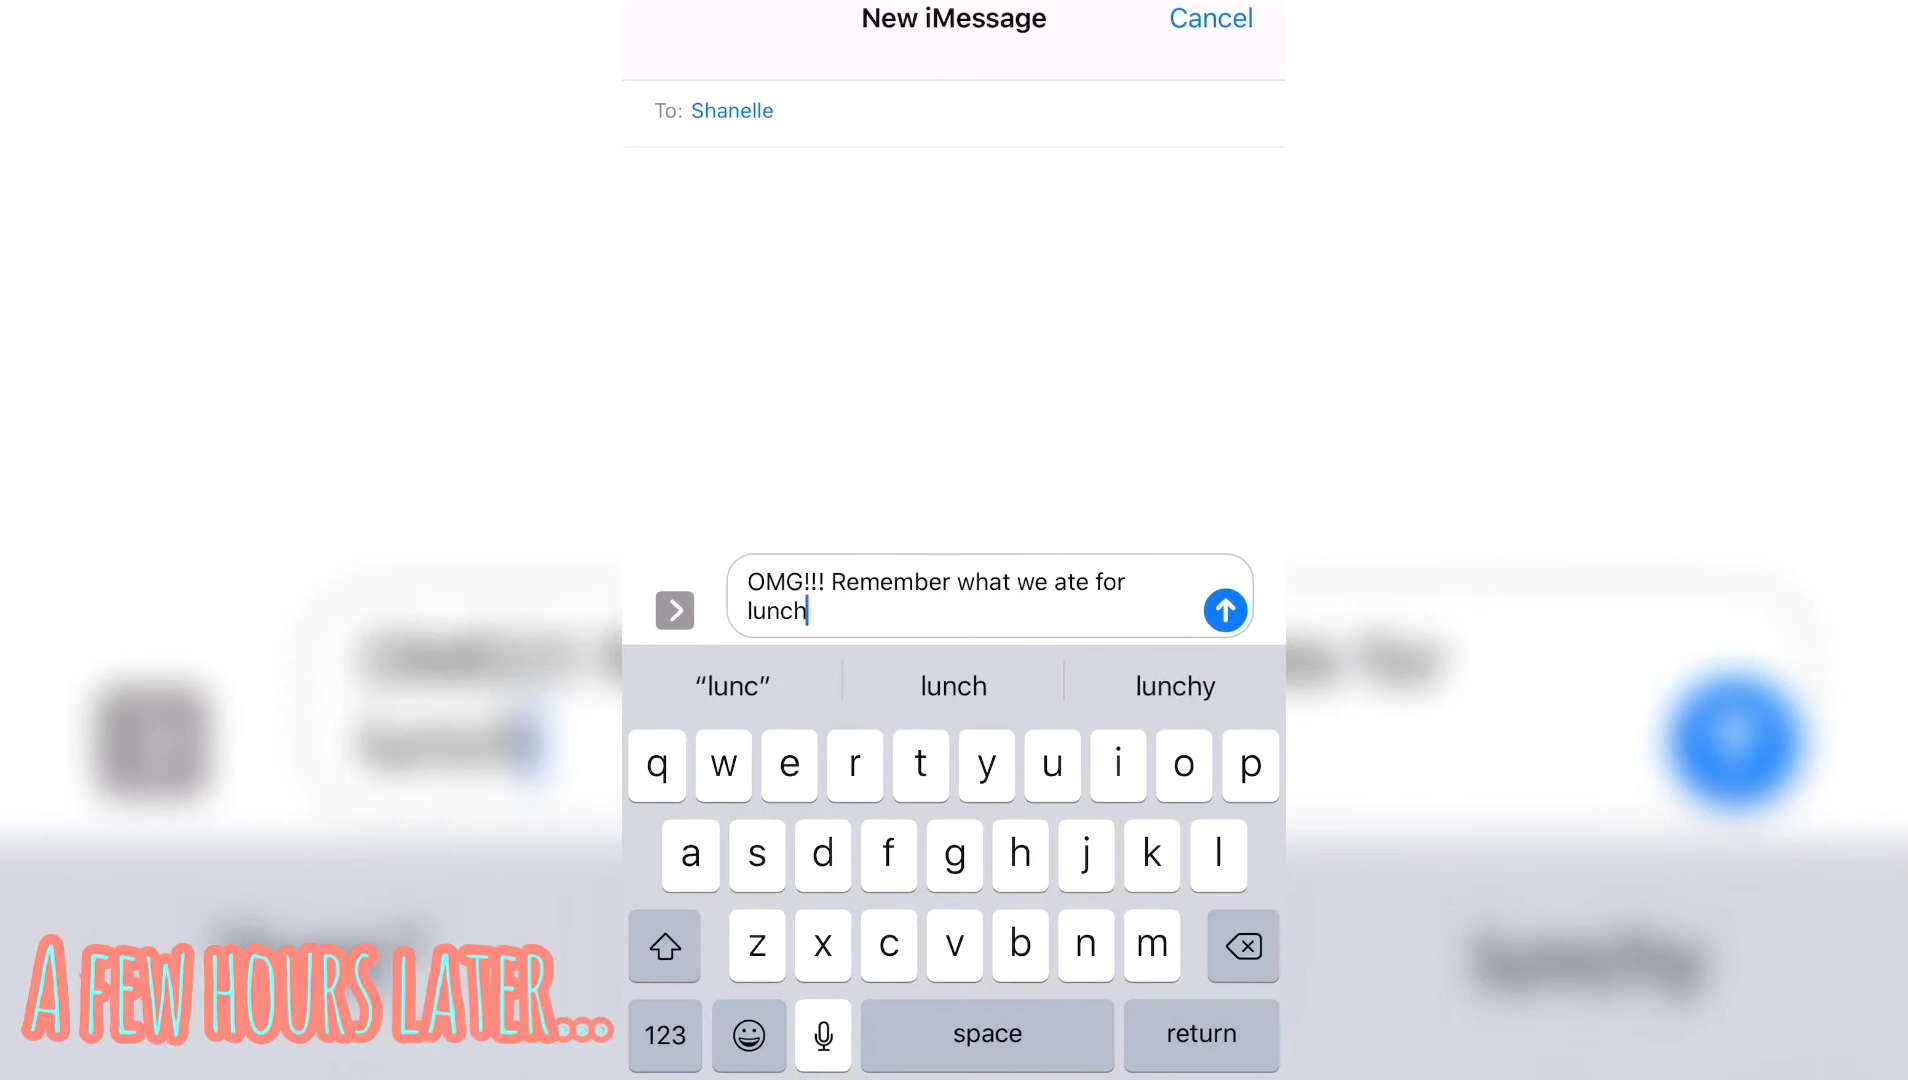 New iMessage
Cancel
To: Shanelle
OMG!!! Remember what we ate for
lunch
“lunc” lunch lunchy
q w e r t y u i o p
a s d f g h j k l
z x c v b n m
123 space return
A FEW HOURS LATER...